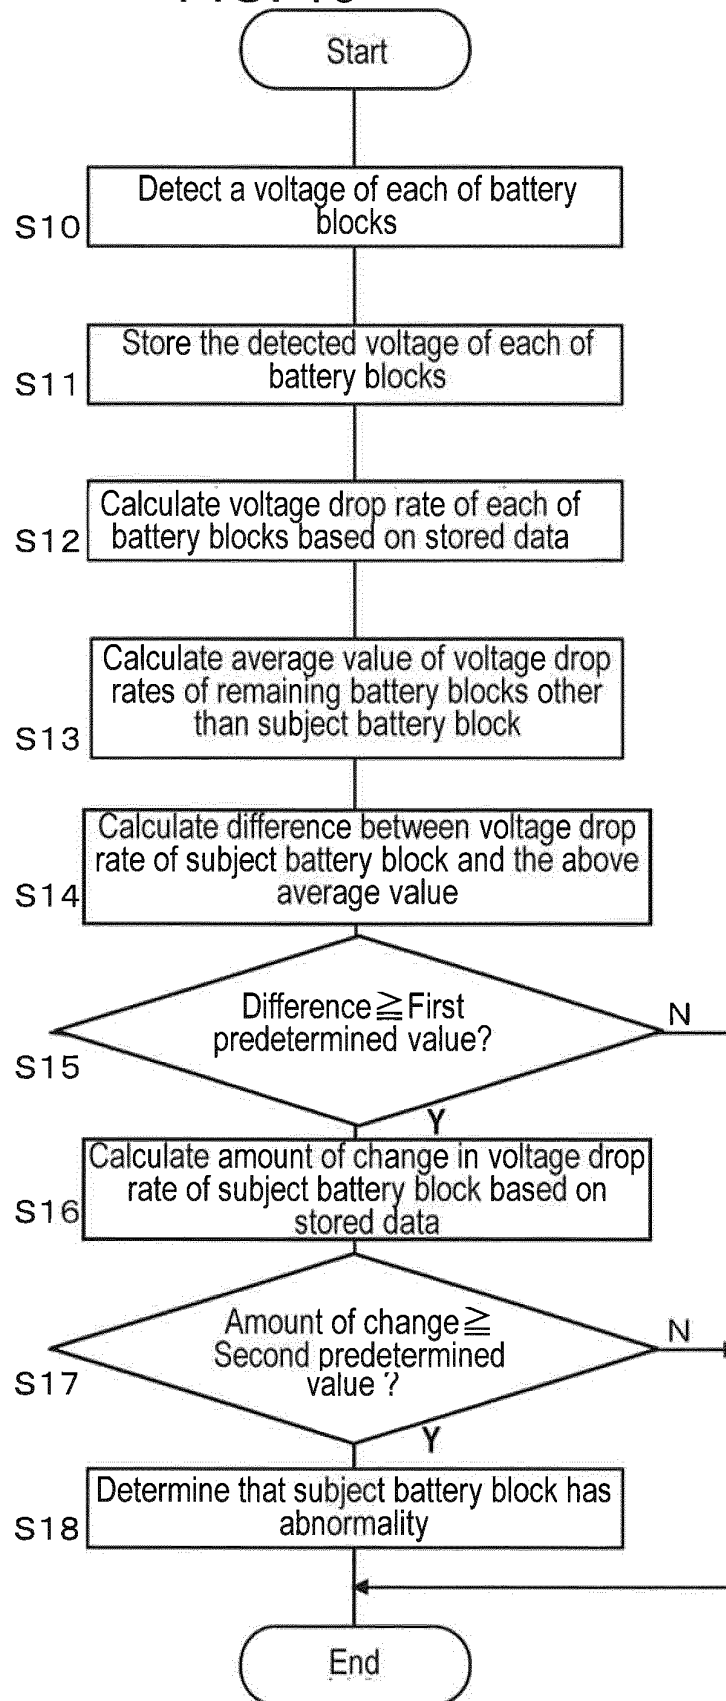 Start
Detect a voltage of each of battery
blocks
S10
Store the detected voltage of each of
battery blocks
S11
Calculate voltage drop rate of each of
battery blocks based on stored data
S12
Calculate average value of voltage drop
rates of remaining battery blocks other
than subject battery block
S13
Calculate difference between voltage drop
rate of subject battery block and the above
average value
S14
Difference≧First
predetermined value?
N
S15
Y
Calculate amount of change in voltage drop
rate of subject battery block based on
stored data
S16
Amount of change≧
Second predetermined
value ?
N
S17
Y
Determine that subject battery block has
abnormality
S18
End